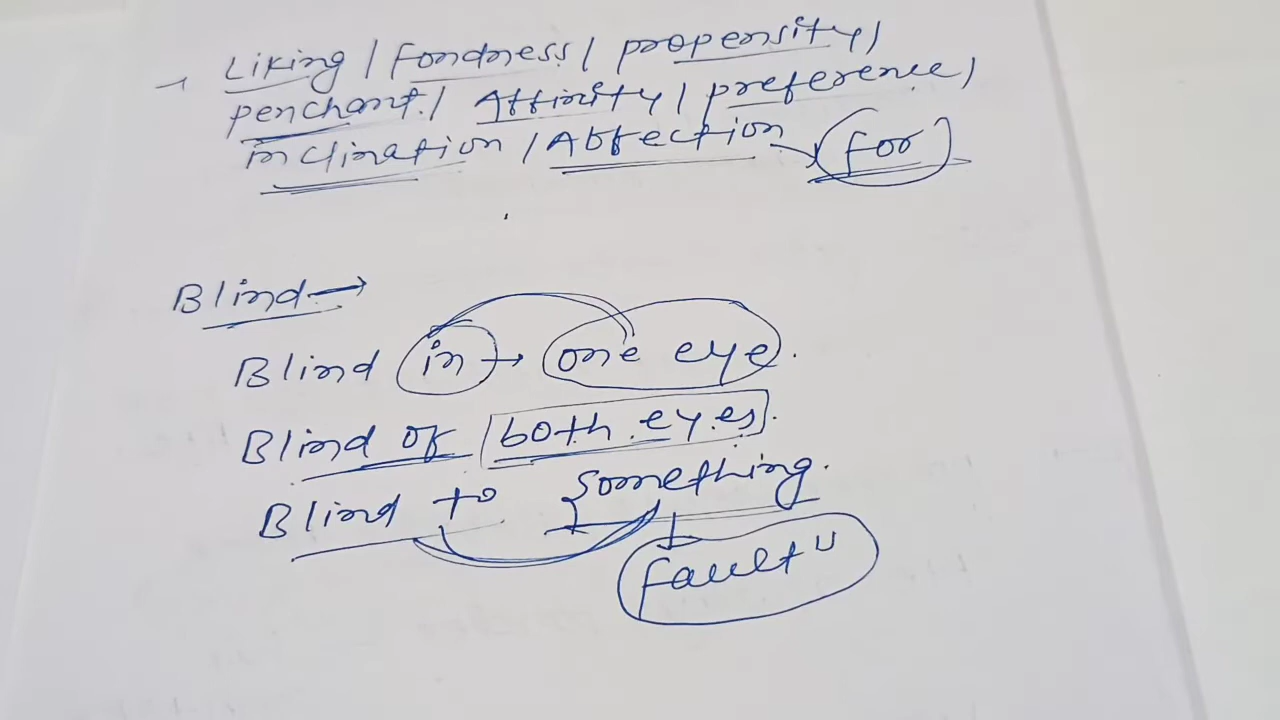 Liking / Fondness / propensity /
penchant / Affinity / preference /
inclination / Affection → for
Blind →
Blind in → one eye.
Blind of both eyes.
Blind to something.
fault"